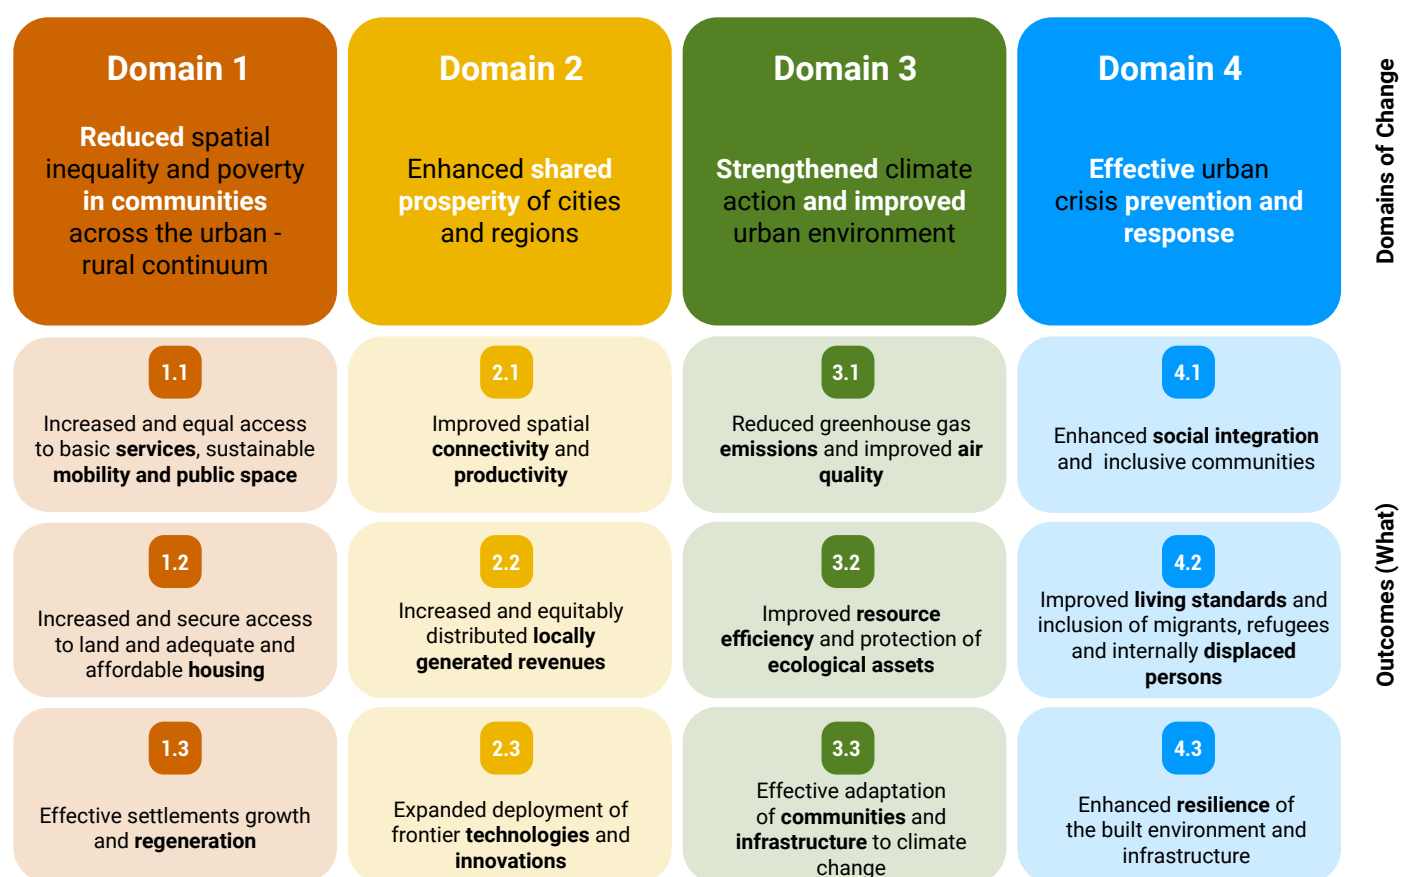 Domain 1
Reduced spatial
inequality and poverty
in communities
across the urban -
rural continuum
Domain 2
Enhanced shared
prosperity of cities
and regions
Domain 3
Strengthened climate
action and improved
urban environment
Domain 4
Effective urban
crisis prevention and
response
Domains of Change
1.1
Increased and equal access
to basic services, sustainable
mobility and public space
2.1
Improved spatial
connectivity and
productivity
3.1
Reduced greenhouse gas
emissions and improved air
quality
4.1
Enhanced social integration
and  inclusive communities
1.2
Increased and secure access
to land and adequate and
affordable housing
2.2
Increased and equitably
distributed locally
generated revenues
3.2
Improved resource
efficiency and protection of
ecological assets
4.2
Improved living standards and
inclusion of migrants, refugees
and internally displaced
persons
Outcomes (What)
1.3
Effective settlements growth
and regeneration
2.3
Expanded deployment of
frontier technologies and
innovations
3.3
Effective adaptation
of communities and
infrastructure to climate
change
4.3
Enhanced resilience of
the built environment and
infrastructure